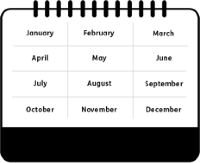 January February March
April May June
July August September
October November December